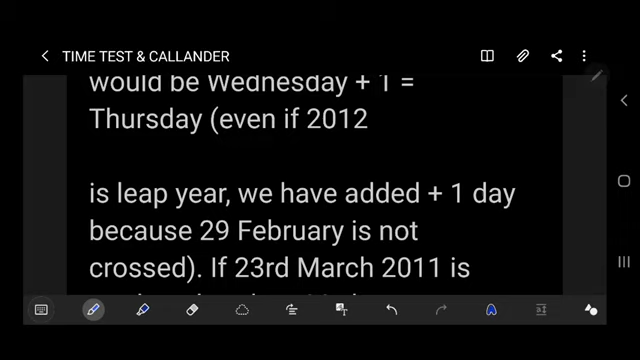 TIME TEST & CALLANDER
would be Wednesday + 1 =
Thursday (even if 2012
is leap year, we have added + 1 day
because 29 February is not
crossed). If 23rd March 2011 is